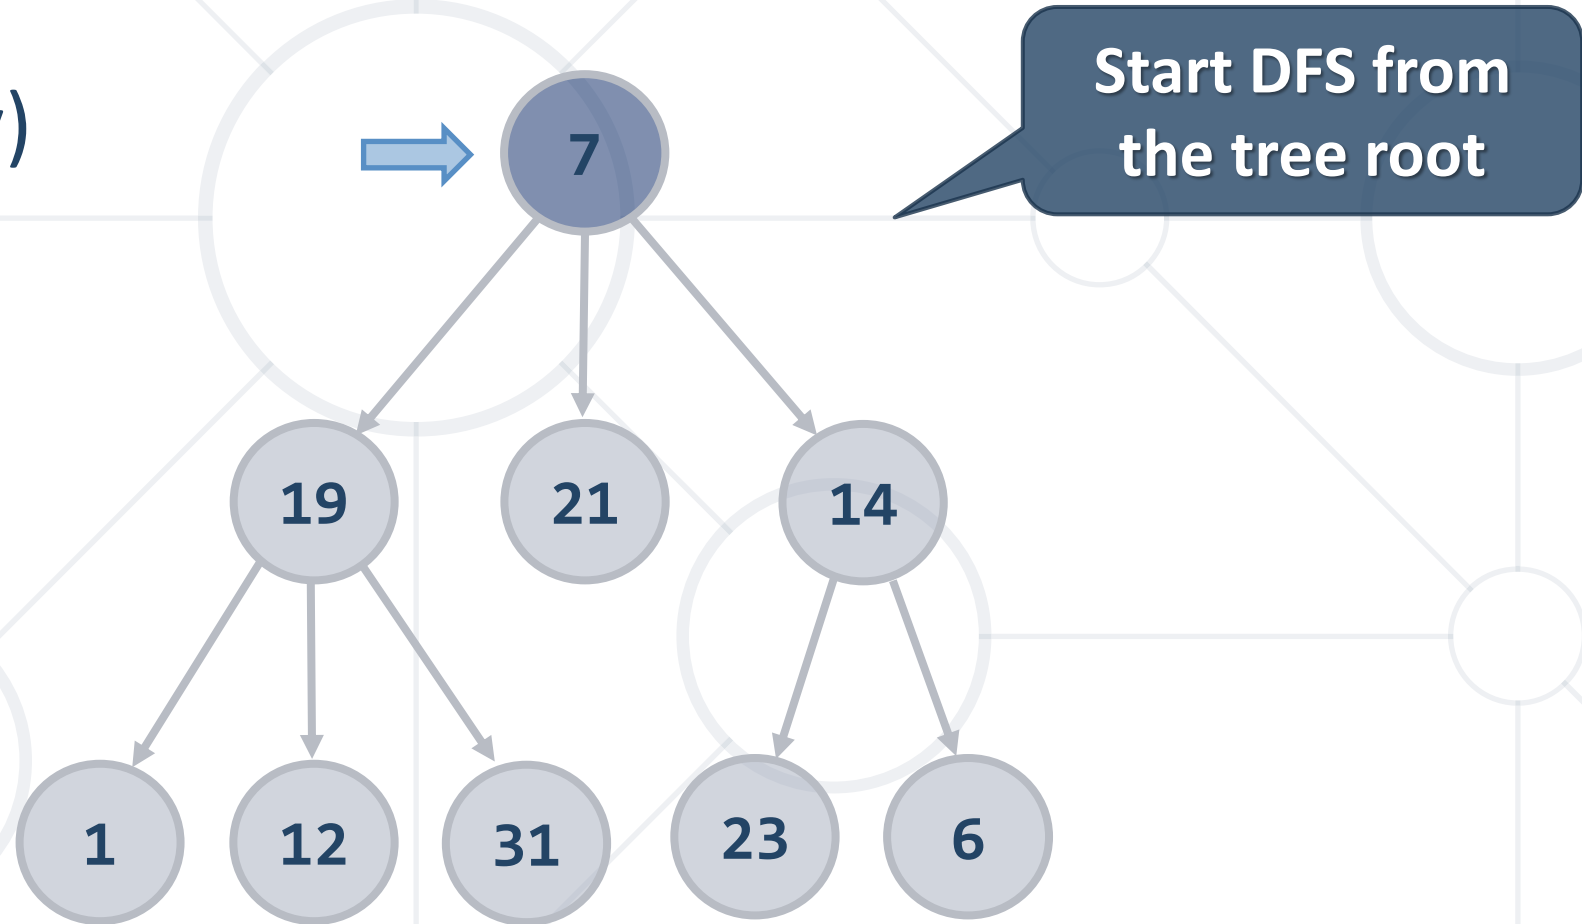 )
Start DFS from
the tree root
7
19 21 14
1 12 31 23 6